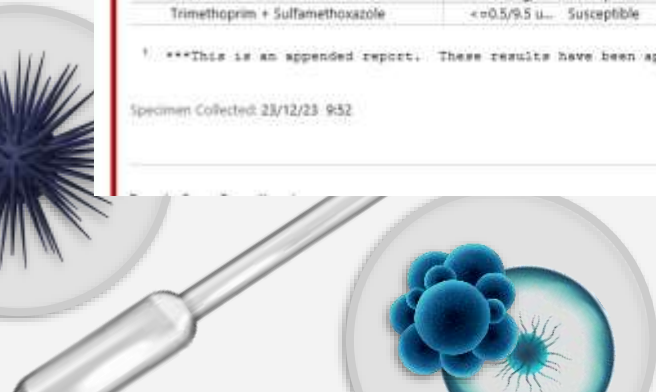 Trimethoprim + Sulfamethoxazole <=0.5/9.5 u... Susceptible
¹ ***This is an appended report. These results have been ap
Specimen Collected: 23/12/23 9:52